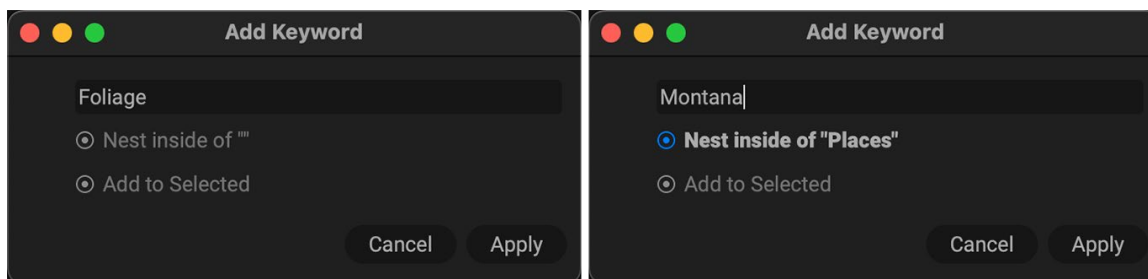 Add Keyword
Foliage
Nest inside of ""
Add to Selected
Cancel
Apply
Add Keyword
Montana
Nest inside of "Places"
Add to Selected
Cancel
Apply